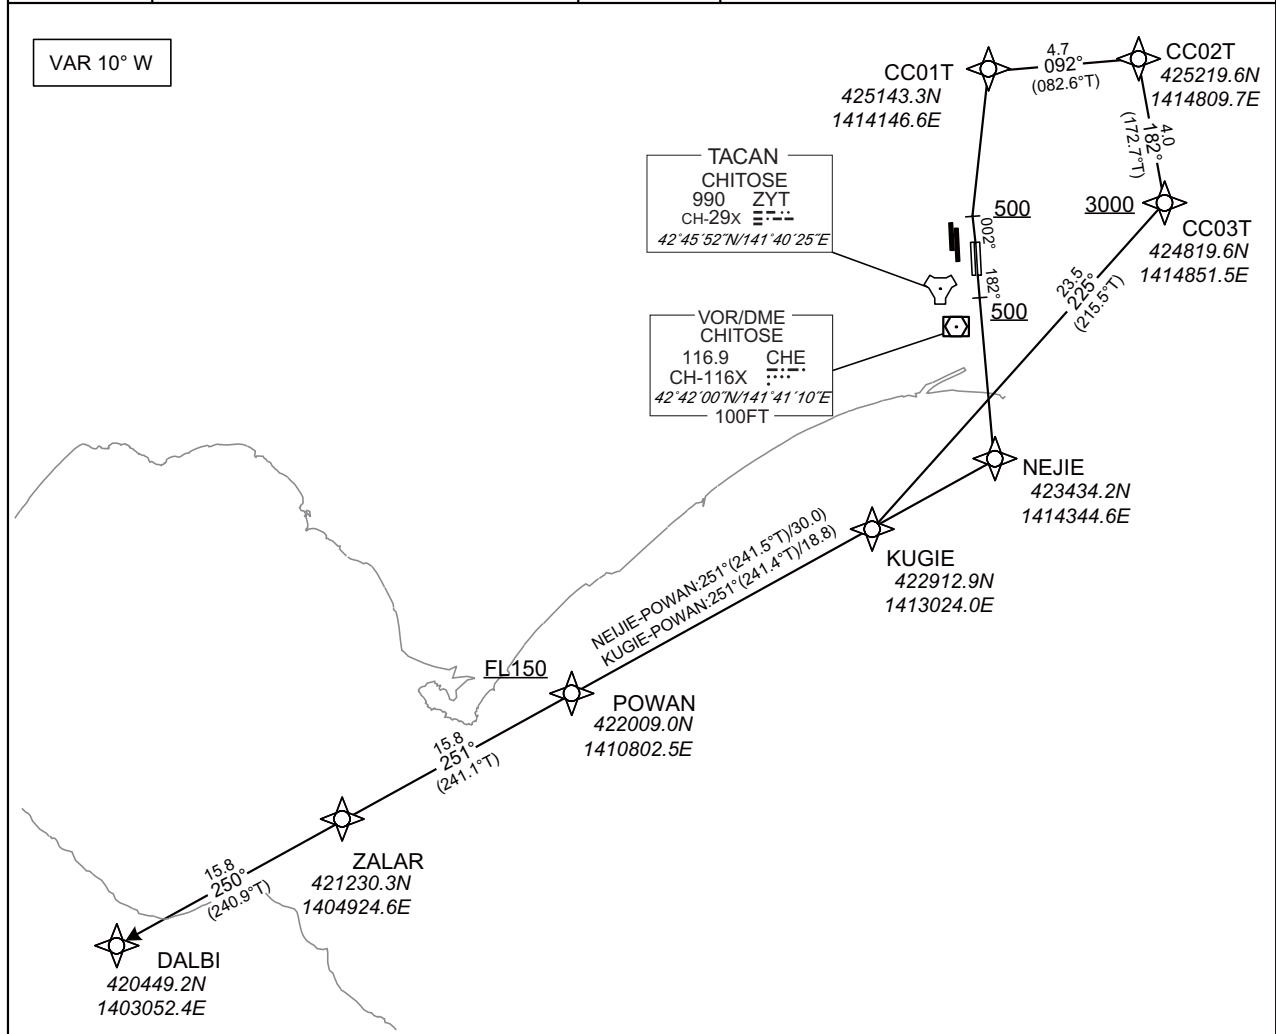 VAR 10° W
CC01T
425143.3N
1414146.6E
4.7
092°
(082.6°T)
CC02T
425219.6N
1414809.7E
4.0
182°
(172.7°T)
TACAN
CHITOSE
990 ZYT
CH-29X
42°45´52˝N/141°40´25˝E
500
002°
182°
500
3000
CC03T
424819.6N
1414851.5E
23.5
225°
(215.5°T)
VOR/DME
CHITOSE
116.9 CHE
CH-116X
42°42´00˝N/141°41´10˝E
100FT
NEJIE
423434.2N
1414344.6E
KUGIE
422912.9N
1413024.0E
NEIJIE-POWAN:251°(241.5°T)/30.0)
KUGIE-POWAN:251°(241.4°T)/18.8)
FL150
POWAN
422009.0N
1410802.5E
15.8
251°
(241.1°T)
ZALAR
421230.3N
1404924.6E
15.8
250°
(240.9°T)
DALBI
420449.2N
1403052.4E